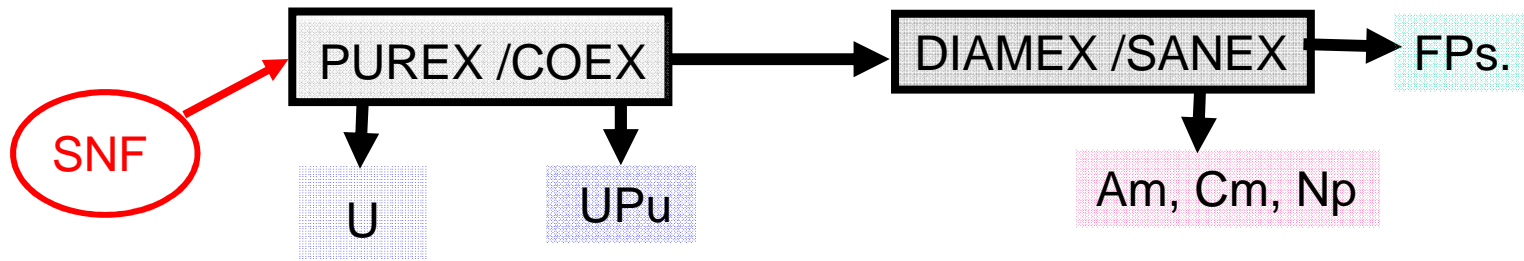 SNF
PUREX /COEX
U
UPu
DIAMEX /SANEX
Am, Cm, Np
FPs.